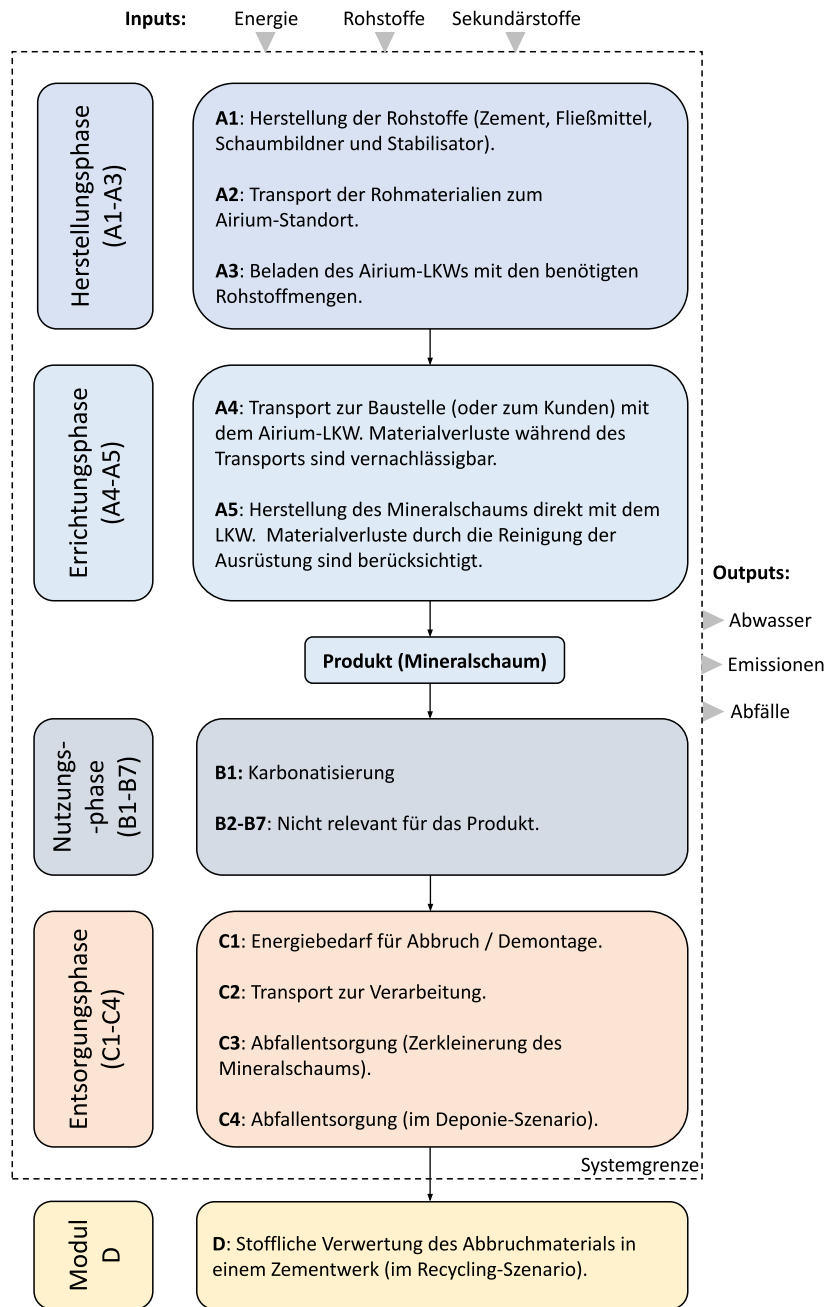 Inputs: Energie Rohstoffe Sekundärstoffe
Herstellungsphase
(A1-A3)
A1: Herstellung der Rohstoffe (Zement, Fließmittel,
Schaumbildner und Stabilisator).
A2: Transport der Rohmaterialien zum
Airium-Standort.
A3: Beladen des Airium-LKWs mit den benötigten
Rohstoffmengen.
Errichtungsphase
(A4-A5)
A4: Transport zur Baustelle (oder zum Kunden) mit
dem Airium-LKW. Materialverluste während des
Transports sind vernachlässigbar.
A5: Herstellung des Mineralschaums direkt mit dem
LKW.  Materialverluste durch die Reinigung der
Ausrüstung sind berücksichtigt.
Outputs:
Abwasser
Emissionen
Abfälle
Produkt (Mineralschaum)
Nutzungs-
-phase
(B1-B7)
B1: Karbonatisierung
B2-B7: Nicht relevant für das Produkt.
Entsorgungsphase
(C1-C4)
C1: Energiebedarf für Abbruch / Demontage.
C2: Transport zur Verarbeitung.
C3: Abfallentsorgung (Zerkleinerung des
Mineralschaums).
C4: Abfallentsorgung (im Deponie-Szenario).
Systemgrenze
Modul
D
D: Stoffliche Verwertung des Abbruchmaterials in
einem Zementwerk (im Recycling-Szenario).